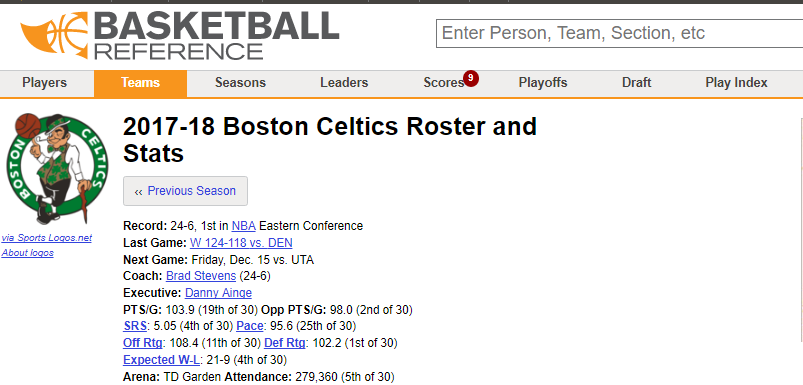 BASKETBALL
REFERENCE
Enter Person, Team, Section, etc
Players Teams Seasons Leaders Scores 9 Playoffs Draft Play Index
BOSTON CELTICS
2017-18 Boston Celtics Roster and
Stats
‹‹ Previous Season
via Sports Logos.net
About logos
Record: 24-6, 1st in NBA Eastern Conference
Last Game: W 124-118 vs. DEN
Next Game: Friday, Dec. 15 vs. UTA
Coach: Brad Stevens (24-6)
Executive: Danny Ainge
PTS/G: 103.9 (19th of 30) Opp PTS/G: 98.0 (2nd of 30)
SRS: 5.05 (4th of 30) Pace: 95.6 (25th of 30)
Off Rtg: 108.4 (11th of 30) Def Rtg: 102.2 (1st of 30)
Expected W-L: 21-9 (4th of 30)
Arena: TD Garden Attendance: 279,360 (5th of 30)